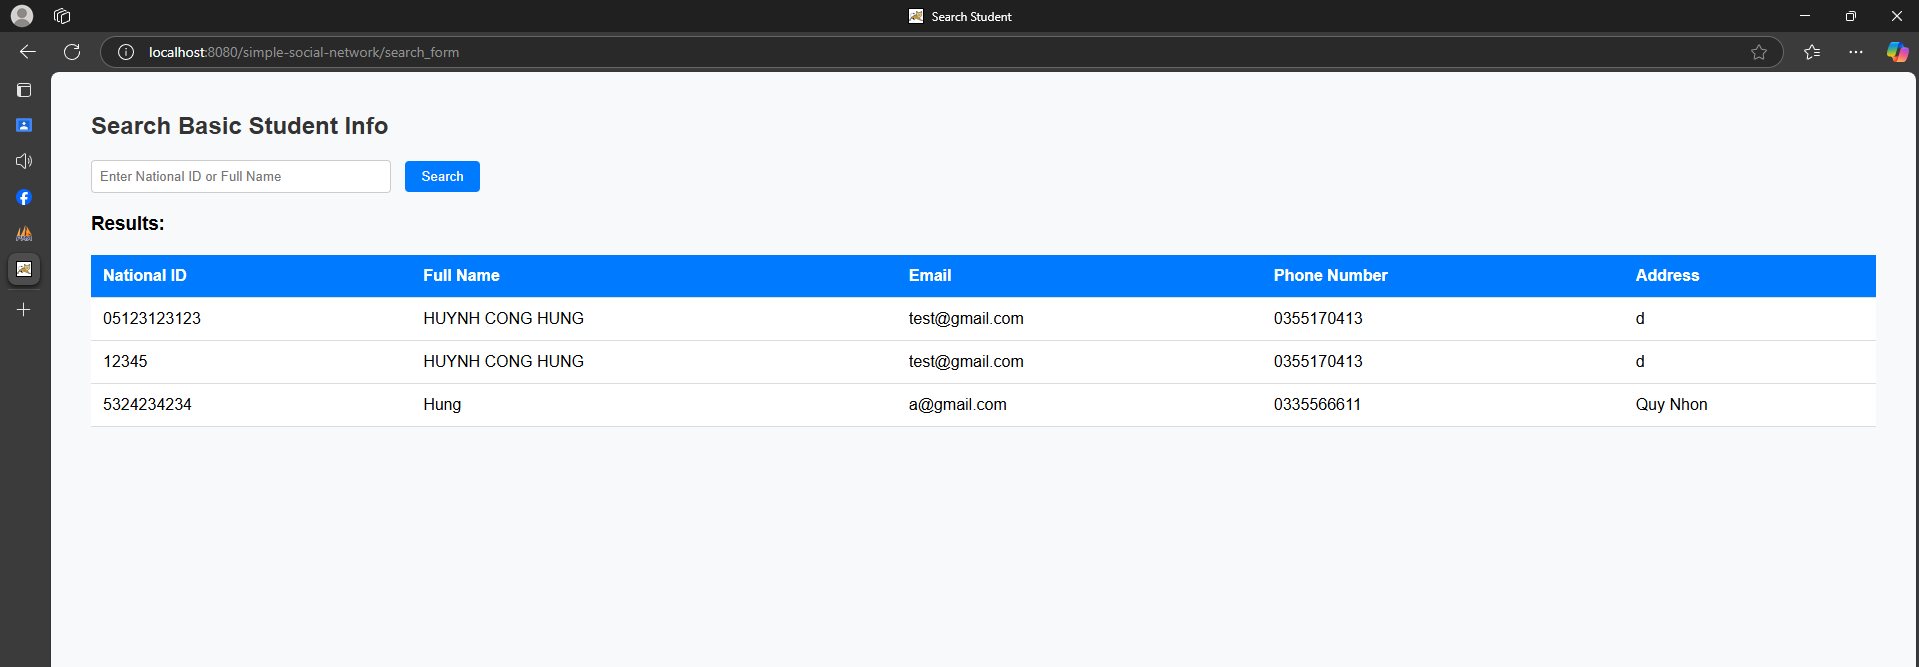 Search Student
localhost:8080/simple-social-network/search_form
Search Basic Student Info
Enter National ID or Full Name Search
Results:
National ID Full Name Email Phone Number Address
05123123123 HUYNH CONG HUNG test@gmail.com 0355170413 d
12345 HUYNH CONG HUNG test@gmail.com 0355170413 d
5324234234 Hung a@gmail.com 0335566611 Quy Nhon